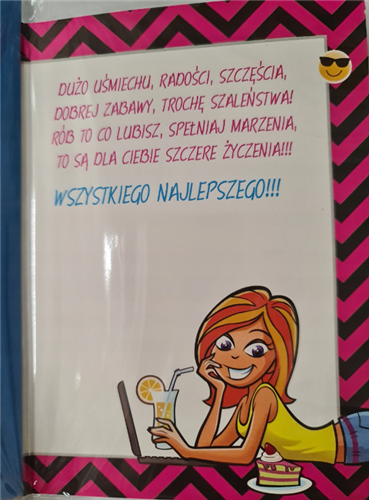 DUŻO UŚMIECHU, RADOŚCI, SZCZĘŚCIA,
DOBREJ ZABAWY, TROCHĘ SZALEŃSTWA!
RÓB TO CO LUBISZ, SPEŁNIAJ MARZENIA,
TO SĄ DLA CIEBIE SZCZERE ŻYCZENIA!!!
WSZYSTKIEGO NAJLEPSZEGO!!!